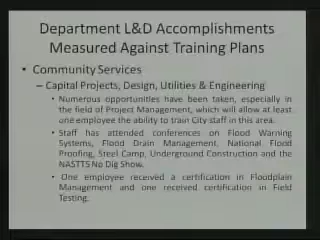 Department L&D Accomplishments
Measured Against Training Plans
• Community Services
– Capital Projects, Design, Utilities & Engineering
• Numerous opportunities have been taken, especially in
the field of Project Management, which will allow at least
one employee the ability to train City staff in this area.
• Staff has attended conferences on Flood Warning
Systems, Flood Drain Management, National Flood
Proofing, Steel Camp, Underground Construction and the
NASTT5 No Dig Show.
• One employee received a certification in Floodplain
Management and one received certification in Field
Testing.